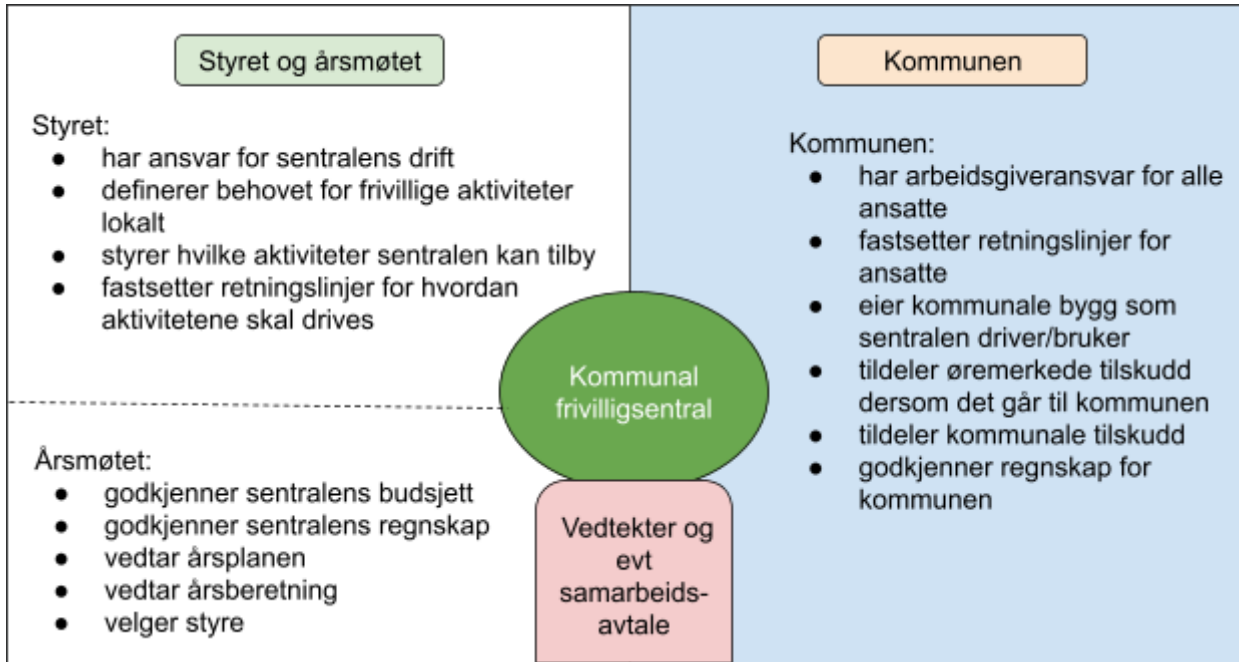 Styret og årsmøtet
Styret:
● har ansvar for sentralens drift
● definerer behovet for frivillige aktiviteter
lokalt
● styrer hvilke aktiviteter sentralen kan tilby
● fastsetter retningslinjer for hvordan
aktivitetene skal drives
Årsmøtet:
● godkjenner sentralens budsjett
● godkjenner sentralens regnskap
● vedtar årsplanen
● vedtar årsberetning
● velger styre
Kommunal
frivilligsentral
Vedtekter og
evt
samarbeids-
avtale
Kommunen
Kommunen:
● har arbeidsgiveransvar for alle
ansatte
● fastsetter retningslinjer for
ansatte
● eier kommunale bygg som
sentralen driver/bruker
● tildeler øremerkede tilskudd
dersom det går til kommunen
● tildeler kommunale tilskudd
● godkjenner regnskap for
kommunen